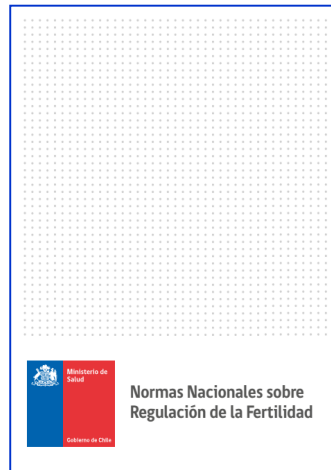 Ministerio de
Salud
Gobierno de Chile
Normas Nacionales sobre
Regulación de la Fertilidad